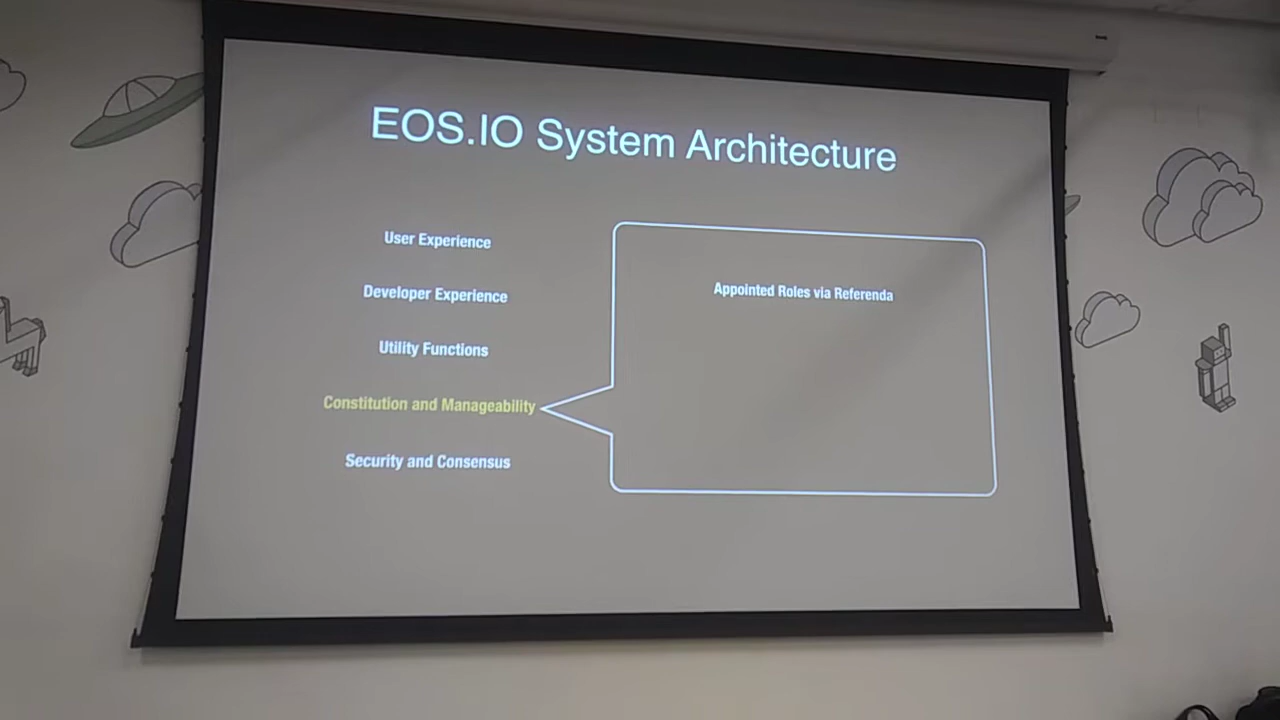 EOS.IO System Architecture
User Experience
Developer Experience
Utility Functions
Constitution and Manageability
Security and Consensus
Appointed Roles via Referenda